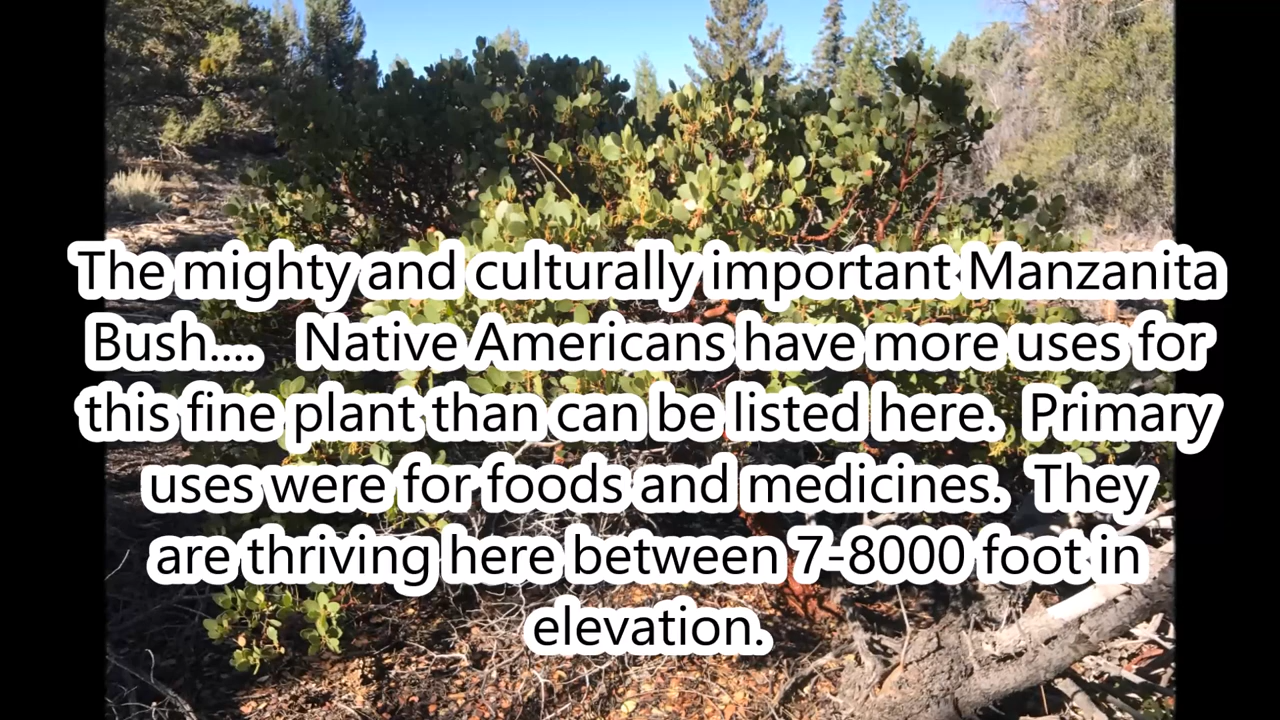 The mighty and culturally important Manzanita
Bush....   Native Americans have more uses for
this fine plant than can be listed here.  Primary
uses were for foods and medicines.  They
are thriving here between 7-8000 foot in
elevation.